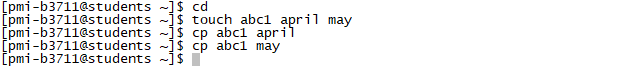 [pmi-b3711@students ~]$ cd
[pmi-b3711@students ~]$ touch abc1 april may
[pmi-b3711@students ~]$ cp abc1 april
[pmi-b3711@students ~]$ cp abc1 may
[pmi-b3711@students ~]$